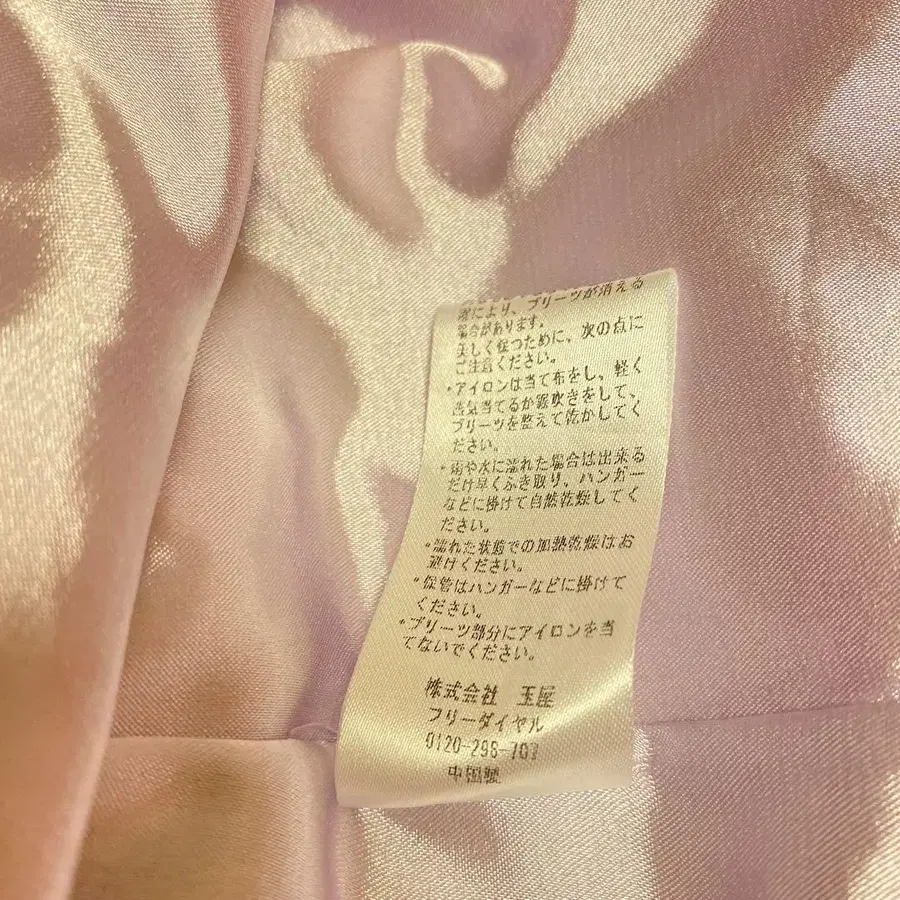 により、プリーツが消える
場合があります。
美しく保つために、次の点に
ご注意ください。
*アイロンは当て布をし、軽く
蒸気当てるか霧吹きをして、
プリーツを整えて乾かしてく
ださい。
*雨や水に濡れた場合は出来る
だけ早くふき取り、ハンガー
などに掛けて自然乾燥してく
ださい。
*濡れた状態での加熱乾燥はお
避けください。
*保管はハンガーなどに掛けて
ください。
*プリーツ部分にアイロンを当
てないでください。
株式会社 玉屋
フリーダイヤル
0120-298-707
中国製